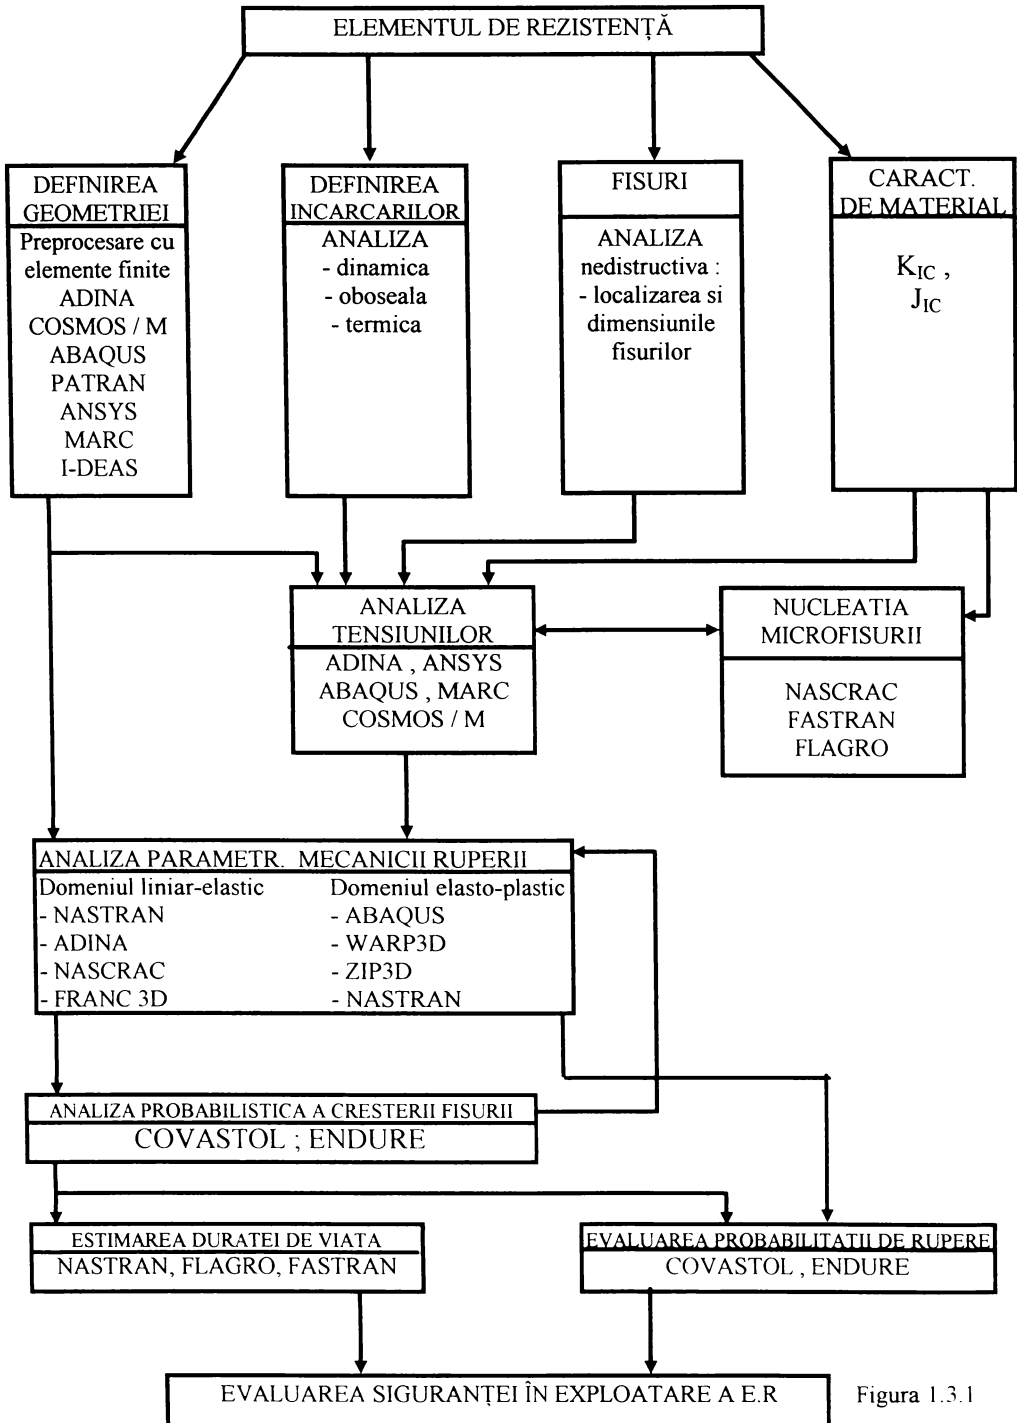 ELEMENTUL DE REZISTENȚĂ
DEFINIREA
GEOMETRIEI
Preprocesare cu
elemente finite
ADINA
COSMOS / M
ABAQUS
PATRAN
ANSYS
MARC
I-DEAS
DEFINIREA
INCARCARILOR
ANALIZA
- dinamica
- oboseala
- termica
FISURI
ANALIZA
nedistructiva :
- localizarea si
dimensiunile
fisurilor
CARACT.
DE MATERIAL
K_IC ,
J_IC
ANALIZA
TENSIUNILOR
ADINA , ANSYS
ABAQUS , MARC
COSMOS / M
NUCLEATIA
MICROFISURII
NASCRAC
FASTRAN
FLAGRO
ANALIZA PARAMETR. MECANICII RUPERII
Domeniul liniar-elastic
- NASTRAN
- ADINA
- NASCRAC
- FRANC 3D
Domeniul elasto-plastic
- ABAQUS
- WARP3D
- ZIP3D
- NASTRAN
ANALIZA PROBABILISTICA A CRESTERII FISURII
COVASTOL ; ENDURE
ESTIMAREA DURATEI DE VIATA
NASTRAN, FLAGRO, FASTRAN
EVALUAREA PROBABILITATII DE RUPERE
COVASTOL , ENDURE
EVALUAREA SIGURANȚEI ÎN EXPLOATARE A E.R
Figura 1.3.1